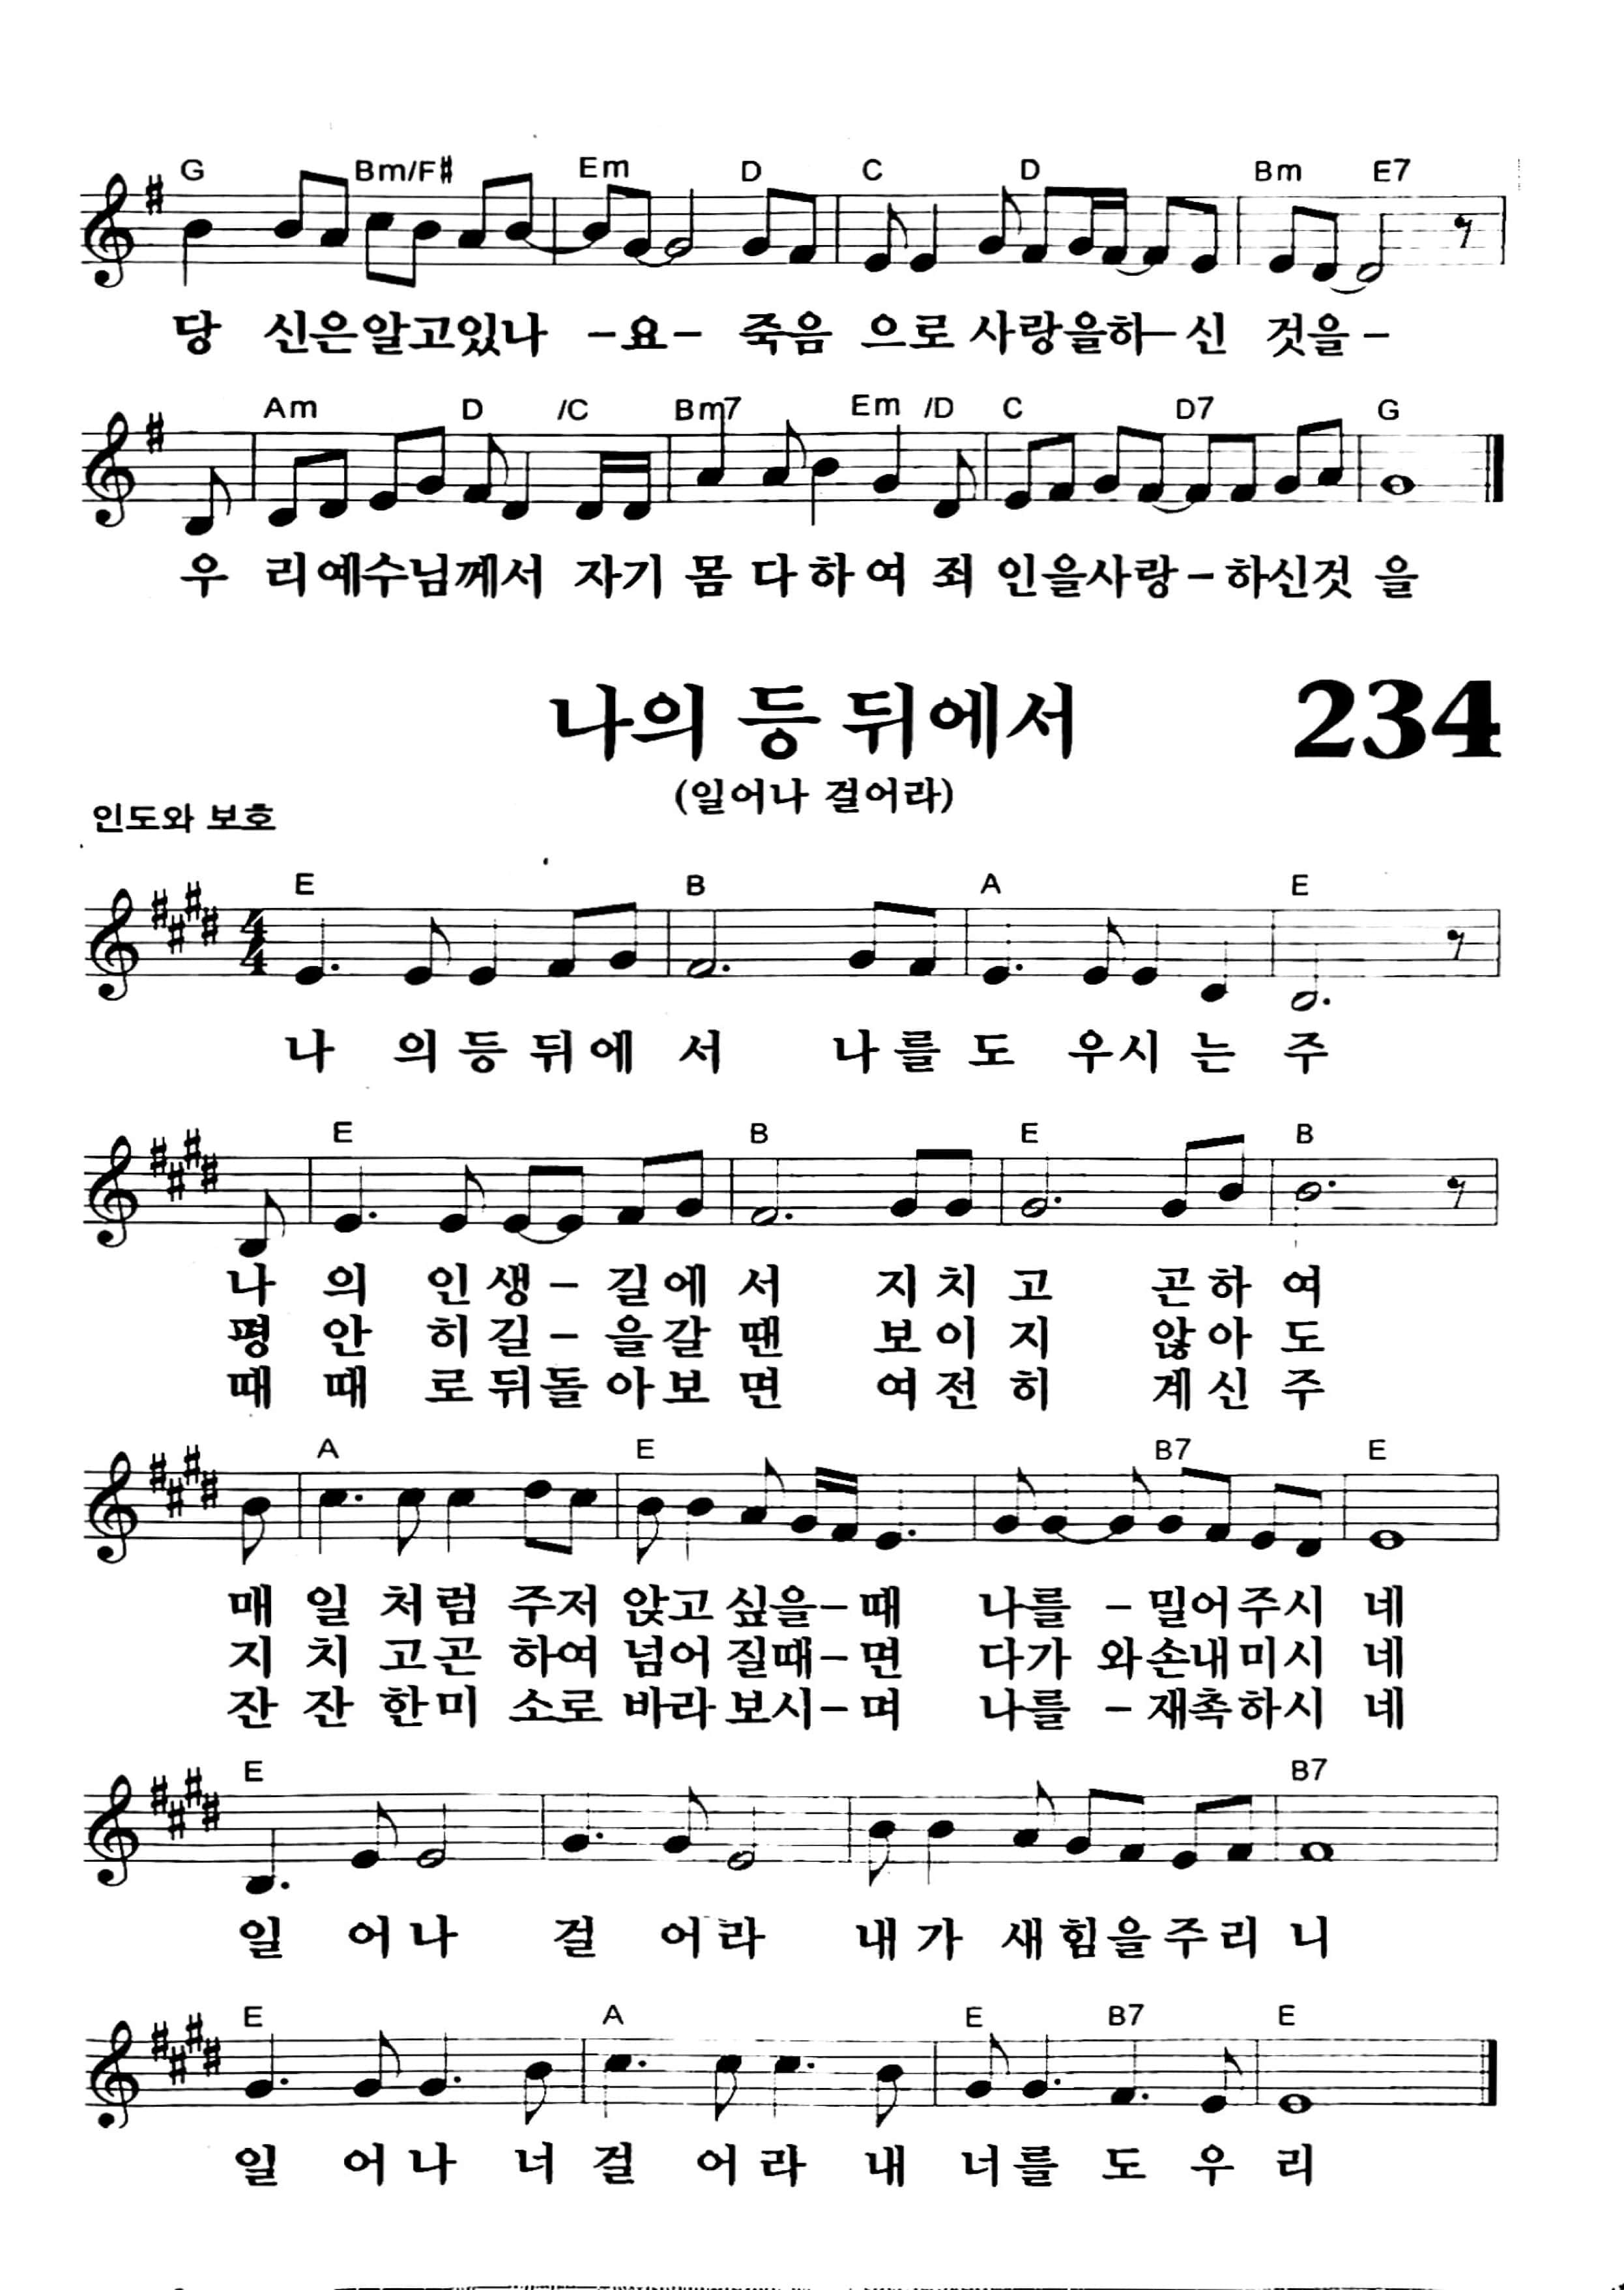 G Bm/F# Em D C D Bm E7
당 신은알고있나 -요- 죽음 으로 사랑을하-신 것을-
Am D /C Bm7 Em /D C D7 G
우 리예수님께서 자기 몸 다하여 죄 인을사랑-하신것 을
나의 등 뒤에서 234
(일어나 걸어라)
인도와 보호
E B A E
4
4
나 의등뒤에 서 나를도 우시는 주
E B E B
나 의 인생- 길에 서 지치고 곤하 여
평 안 히길- 을갈 땐 보이지 않아 도
때 때 로뒤돌 아보 면 여전히 계신 주
A E B7 E
매 일 처럼 주저 앉고 싶을-때 나를 -밀어주시 네
지 치 고곤 하여 넘어 질때-면 다가 와손내미시 네
잔 잔 한미 소로 바라 보시-며 나를 -재촉하시 네
E B7
일 어나 걸 어라 내가 새힘을주리 니
E A E B7 E
일 어나 너 걸 어라 내 너를 도 우 리